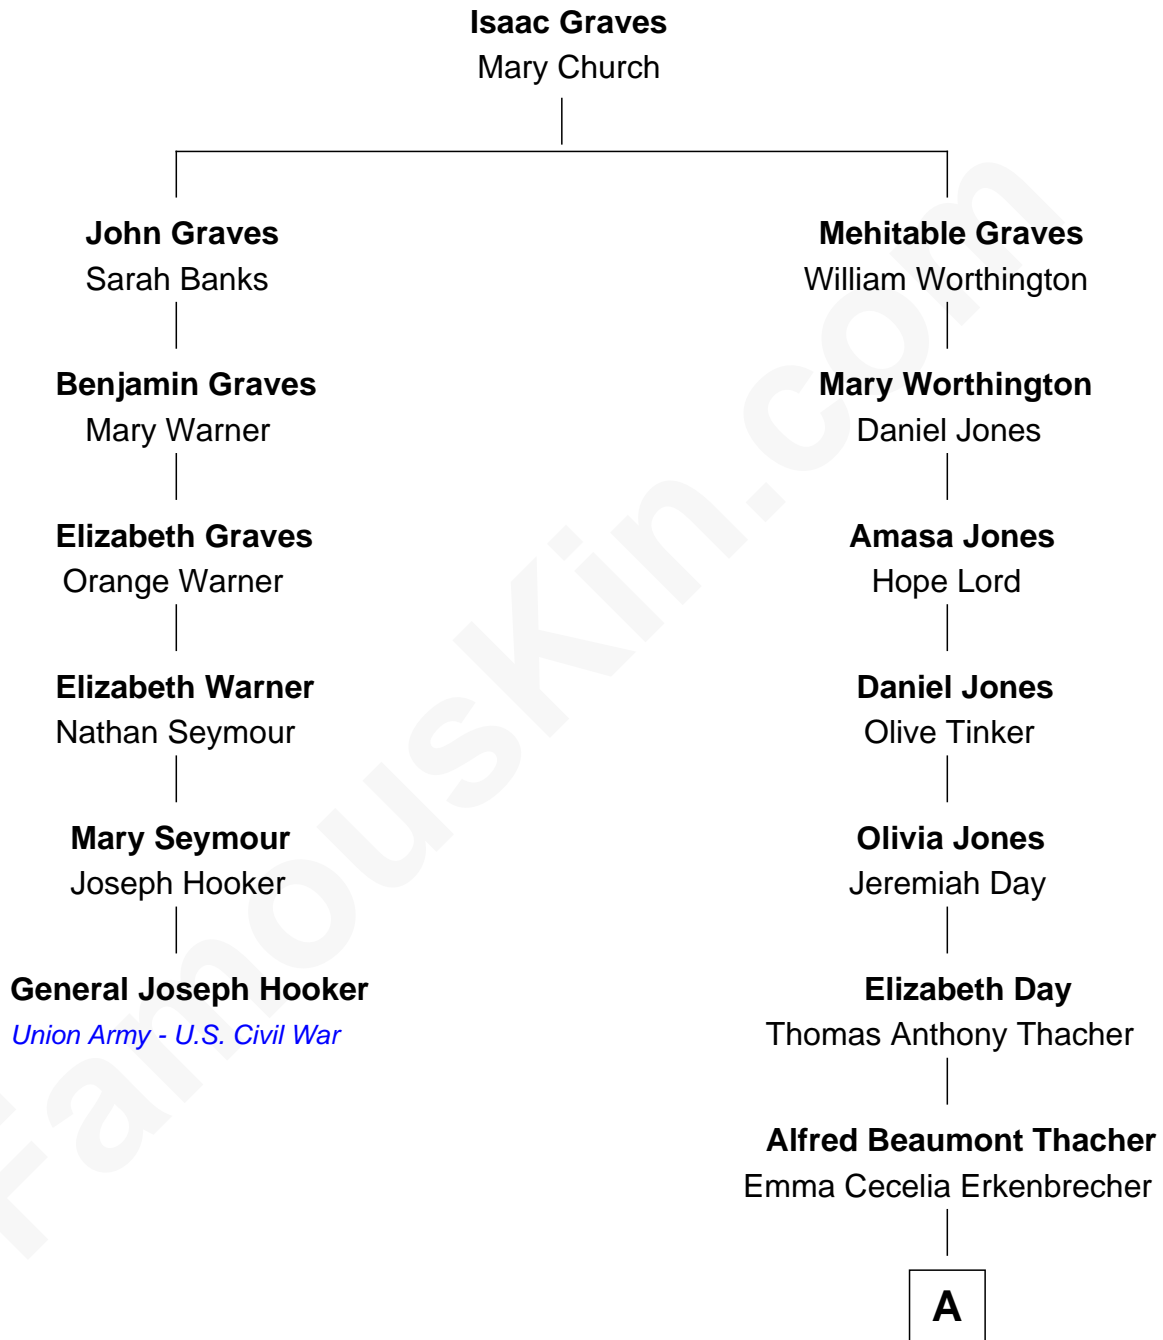 Isaac Graves
Mary Church
John Graves
Sarah Banks
Mehitable Graves
William Worthington
Benjamin Graves
Mary Warner
Mary Worthington
Daniel Jones
Elizabeth Graves
Orange Warner
Amasa Jones
Hope Lord
Elizabeth Warner
Nathan Seymour
Daniel Jones
Olive Tinker
Mary Seymour
Joseph Hooker
Olivia Jones
Jeremiah Day
General Joseph Hooker
Union Army - U.S. Civil War
Elizabeth Day
Thomas Anthony Thacher
Alfred Beaumont Thacher
Emma Cecelia Erkenbrecher
A
FamousKin.com